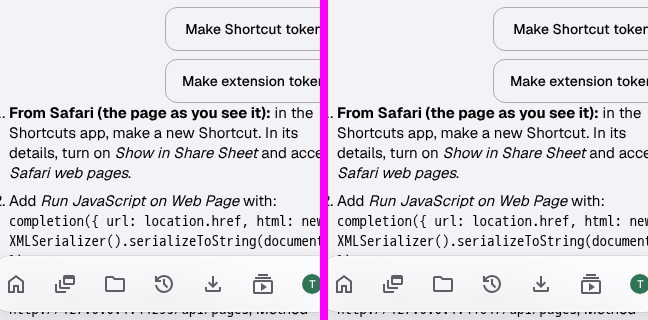 Make Shortcut token
Make extension token
. From Safari (the page as you see it): in the
Shortcuts app, make a new Shortcut. In its
details, turn on Show in Share Sheet and acce
Safari web pages.
. Add Run JavaScript on Web Page with:
completion({ url: location.href, html: new
XMLSerializer().serializeToString(document
T
Make Shortcut token
Make extension token
. From Safari (the page as you see it): in the
Shortcuts app, make a new Shortcut. In its
details, turn on Show in Share Sheet and acce
Safari web pages.
. Add Run JavaScript on Web Page with:
completion({ url: location.href, html: new
XMLSerializer().serializeToString(document
T